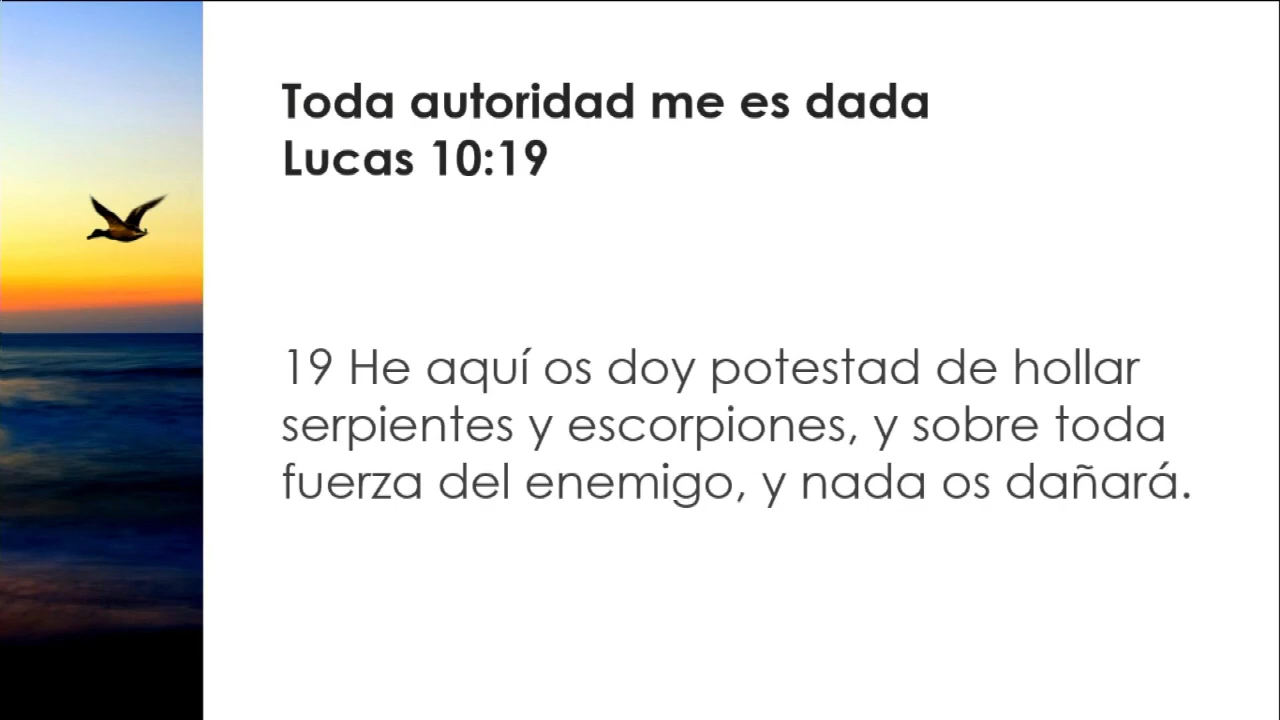 Toda autoridad me es dada
Lucas 10:19
19 He aquí os doy potestad de hollar
serpientes y escorpiones, y sobre toda
fuerza del enemigo, y nada os dañará.